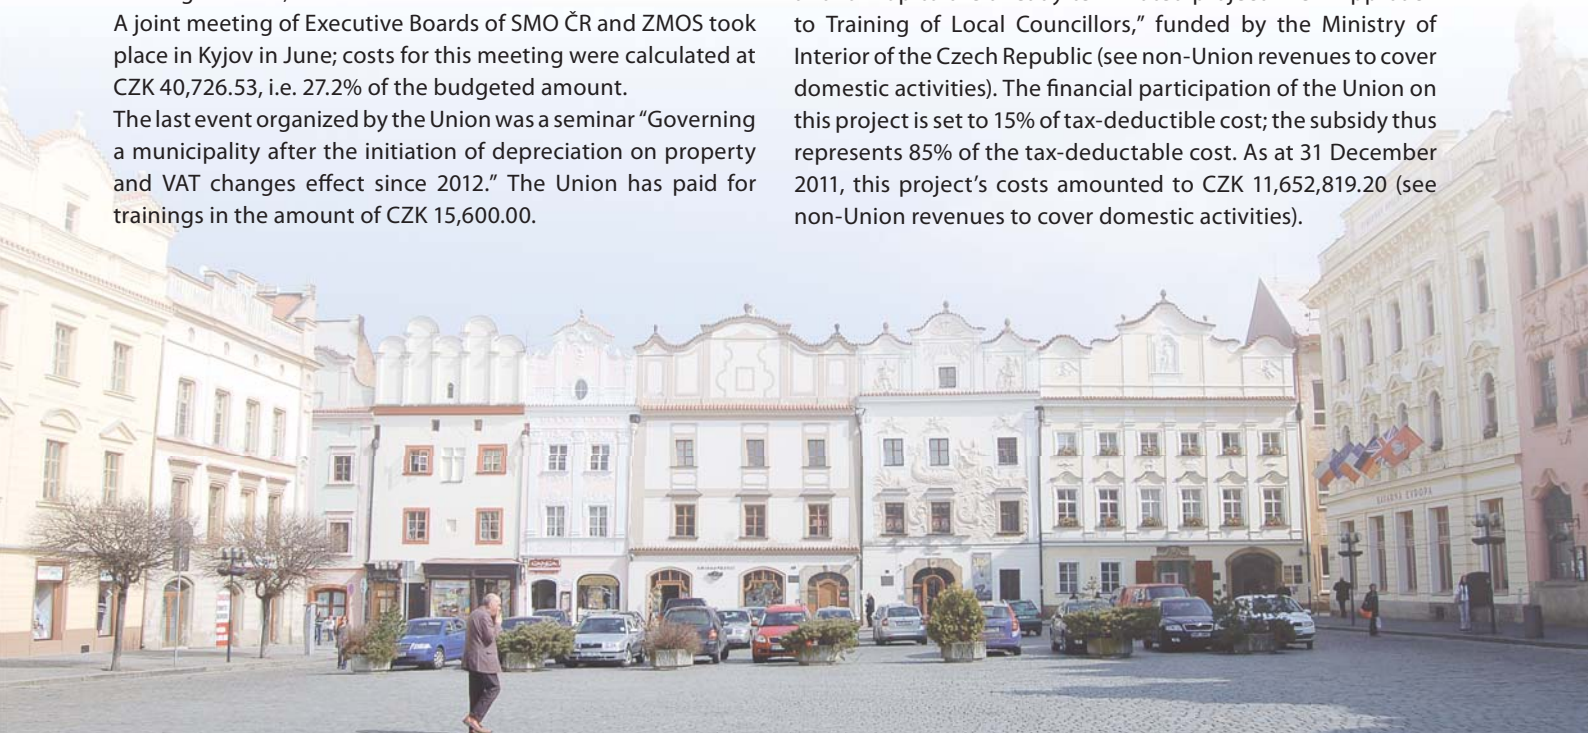 A joint meeting of Executive Boards of SMO ČR and ZMOS took
place in Kyjov in June; costs for this meeting were calculated at
CZK 40,726.53, i.e. 27.2% of the budgeted amount.
The last event organized by the Union was a seminar “Governing
a municipality after the initiation of depreciation on property
and VAT changes effect since 2012.” The Union has paid for
trainings in the amount of CZK 15,600.00.
to Training of Local Councillors,” funded by the Ministry of
Interior of the Czech Republic (see non-Union revenues to cover
domestic activities). The financial participation of the Union on
this project is set to 15% of tax-deductible cost; the subsidy thus
represents 85% of the tax-deductable cost. As at 31 December
2011, this project’s costs amounted to CZK 11,652,819.20 (see
non-Union revenues to cover domestic activities).
KAVÁRNA EVROPA